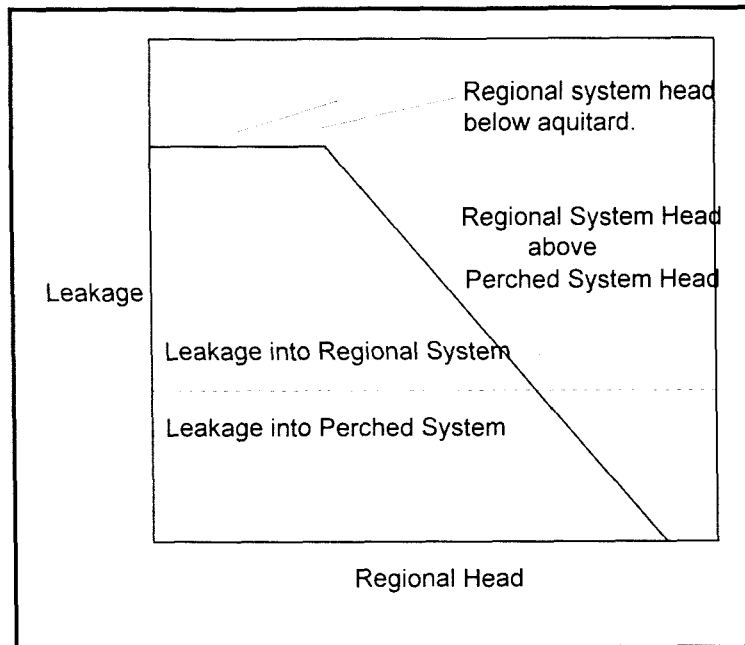 Regional system head
below aquitard.
Regional System Head
above
Perched System Head
Leakage
Leakage into Regional System
Leakage into Perched System
Regional Head